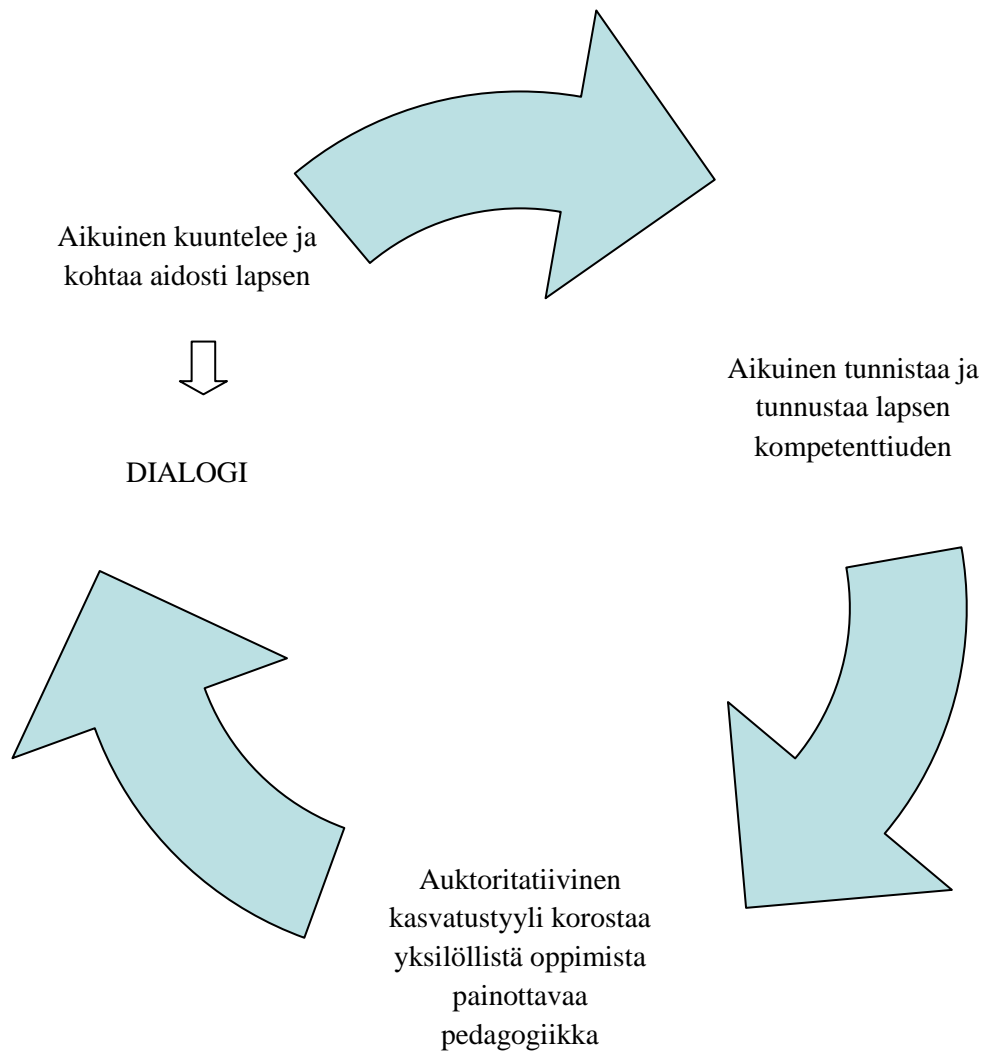 Aikuinen kuuntelee ja
kohtaa aidosti lapsen
DIALOGI
Aikuinen tunnistaa ja
tunnustaa lapsen
kompetenttiuden
Auktoritatiivinen
kasvatustyyli korostaa
yksilöllistä oppimista
painottavaa
pedagogiikka